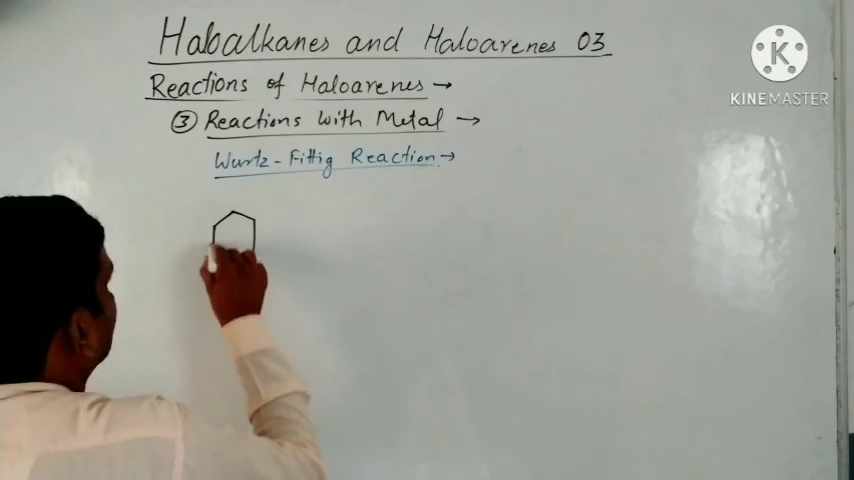 Haloalkanes and Haloarenes 03
Reactions of Haloarenes →
③ Reactions with Metal →
Wurtz-Fittig Reaction →
K
KINEMASTER